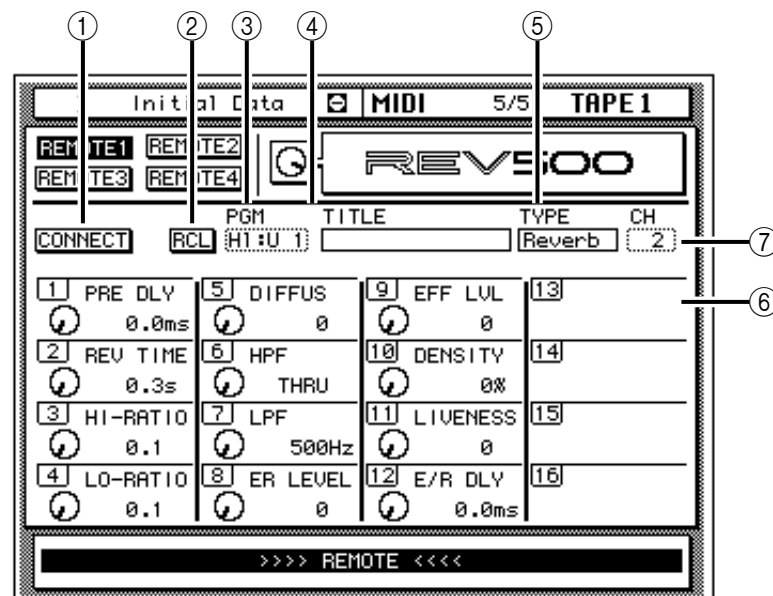 ① ② ③ ④ ⑤
Initial Data MIDI 5/5 TAPE1
REMOTE1 REMOTE2 REV500
REMOTE3 REMOTE4
PGM TITLE TYPE CH
CONNECT RCL H1:U 1 Reverb 2 ⑦
1 PRE DLY 5 DIFFUS 9 EFF LVL 13 ⑥
0.0ms 0 0
2 REV TIME 6 HPF 10 DENSITY 14
0.3s THRU 0%
3 HI-RATIO 7 LPF 11 LIVENESS 15
0.1 500Hz 0
4 LO-RATIO 8 ER LEVEL 12 E/R DLY 16
0.1 0 0.0ms
>>>> REMOTE <<<<